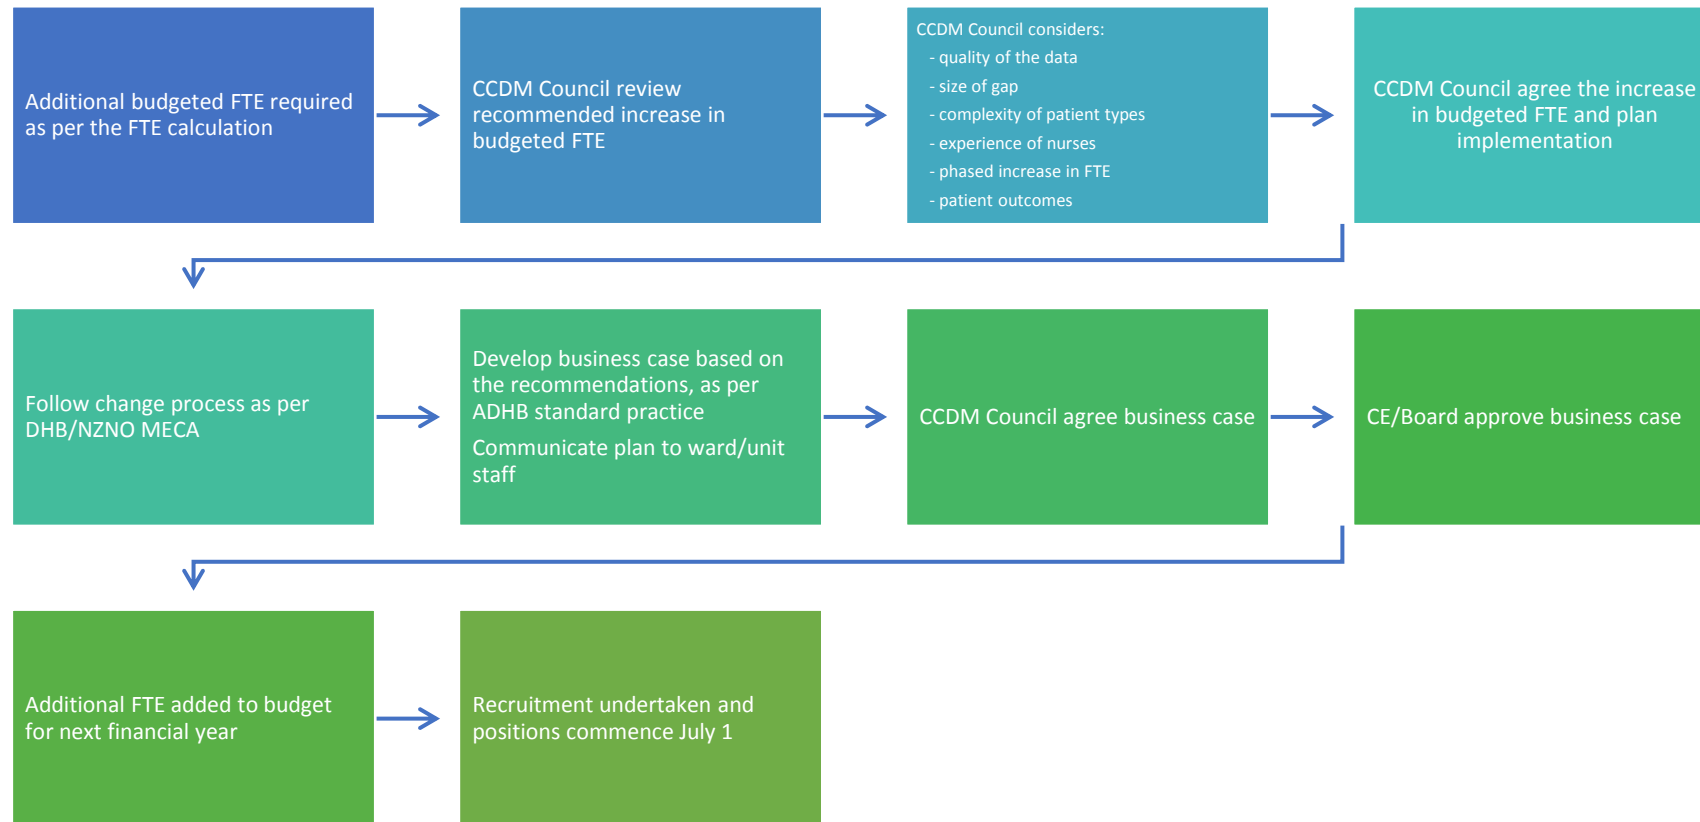 Additional budgeted FTE required
as per the FTE calculation
CCDM Council review
recommended increase in
budgeted FTE
CCDM Council considers:
- quality of the data
- size of gap
- complexity of patient types
- experience of nurses
- phased increase in FTE
- patient outcomes
CCDM Council agree the increase
in budgeted FTE and plan
implementation
Follow change process as per
DHB/NZNO MECA
Develop business case based on
the recommendations, as per
ADHB standard practice
Communicate plan to ward/unit
staff
CCDM Council agree business case
CE/Board approve business case
Additional FTE added to budget
for next financial year
Recruitment undertaken and
positions commence July 1